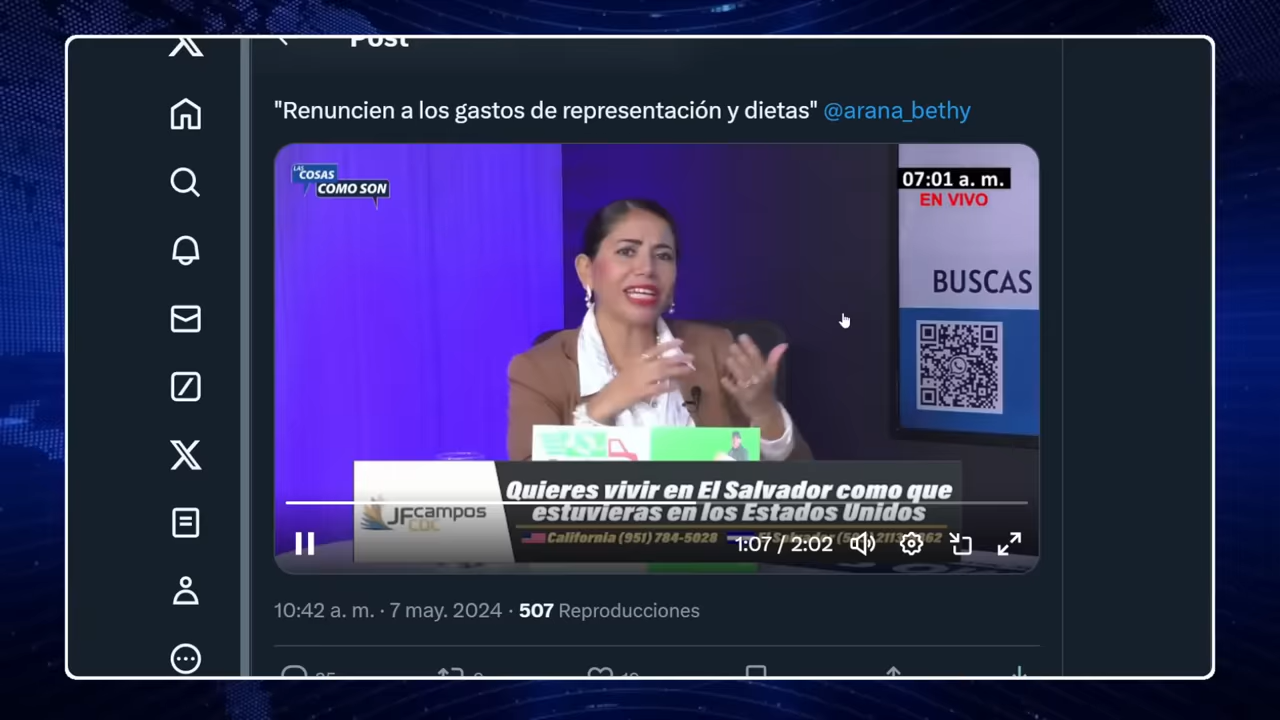 Post
"Renuncien a los gastos de representación y dietas" @arana_bethy
LAS
COSAS
COMO SON
07:01 a. m.
EN VIVO
BUSCAS
Quieres vivir en El Salvador como que
estuvieras en los Estados Unidos
JFcampos
CDC
California (951) 784-5028
1:07 / 2:02
10:42 a. m. · 7 may. 2024 · 507 Reproducciones